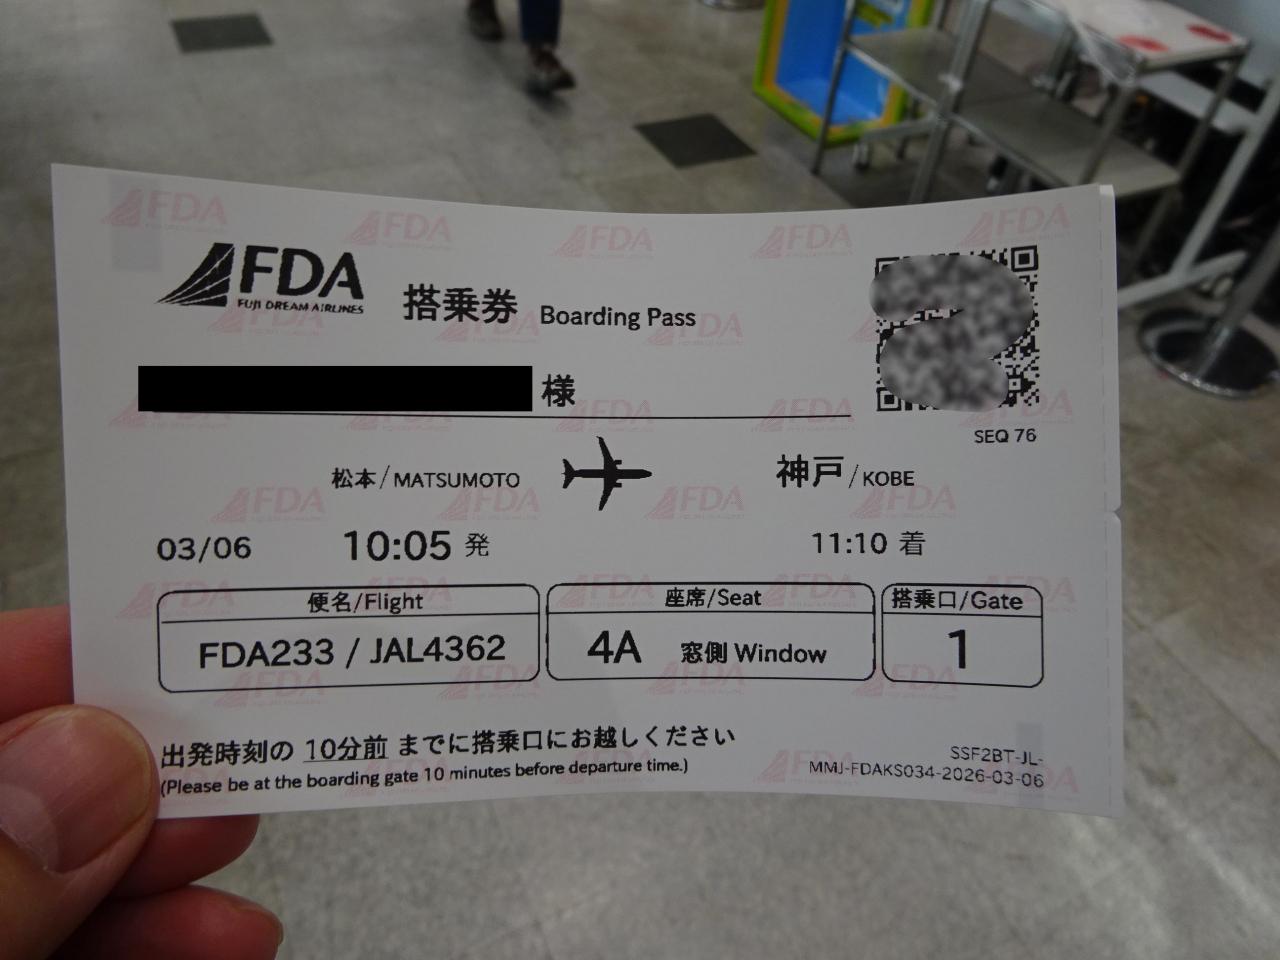 FDA
FUJI DREAM AIRLINES
搭乗券 Boarding Pass
様
SEQ 76
松本/MATSUMOTO 神戸/KOBE
03/06 10:05 発 11:10 着
便名/Flight 座席/Seat 搭乗口/Gate
FDA233 / JAL4362 4A 窓側 Window 1
出発時刻の 10分前 までに搭乗口にお越しください
(Please be at the boarding gate 10 minutes before departure time.)
SSF2BT-JL-
MMJ-FDAKS034-2026-03-06